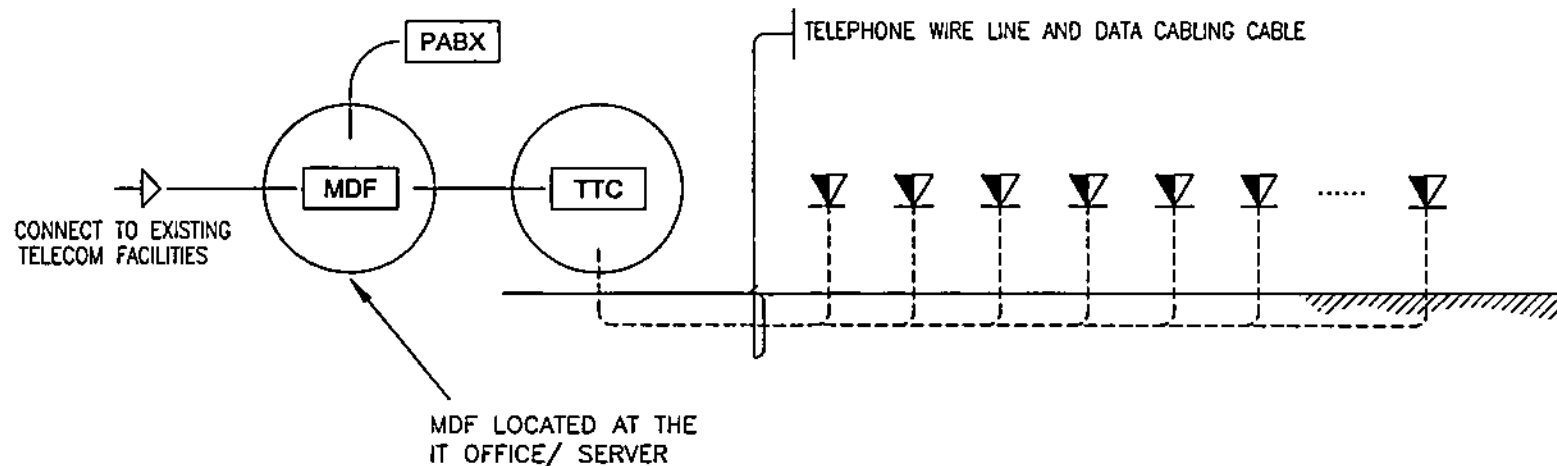 PABX
TELEPHONE WIRE LINE AND DATA CABLING CABLE
MDF
TTC
CONNECT TO EXISTING
TELECOM FACILITIES
MDF LOCATED AT THE
IT OFFICE/ SERVER